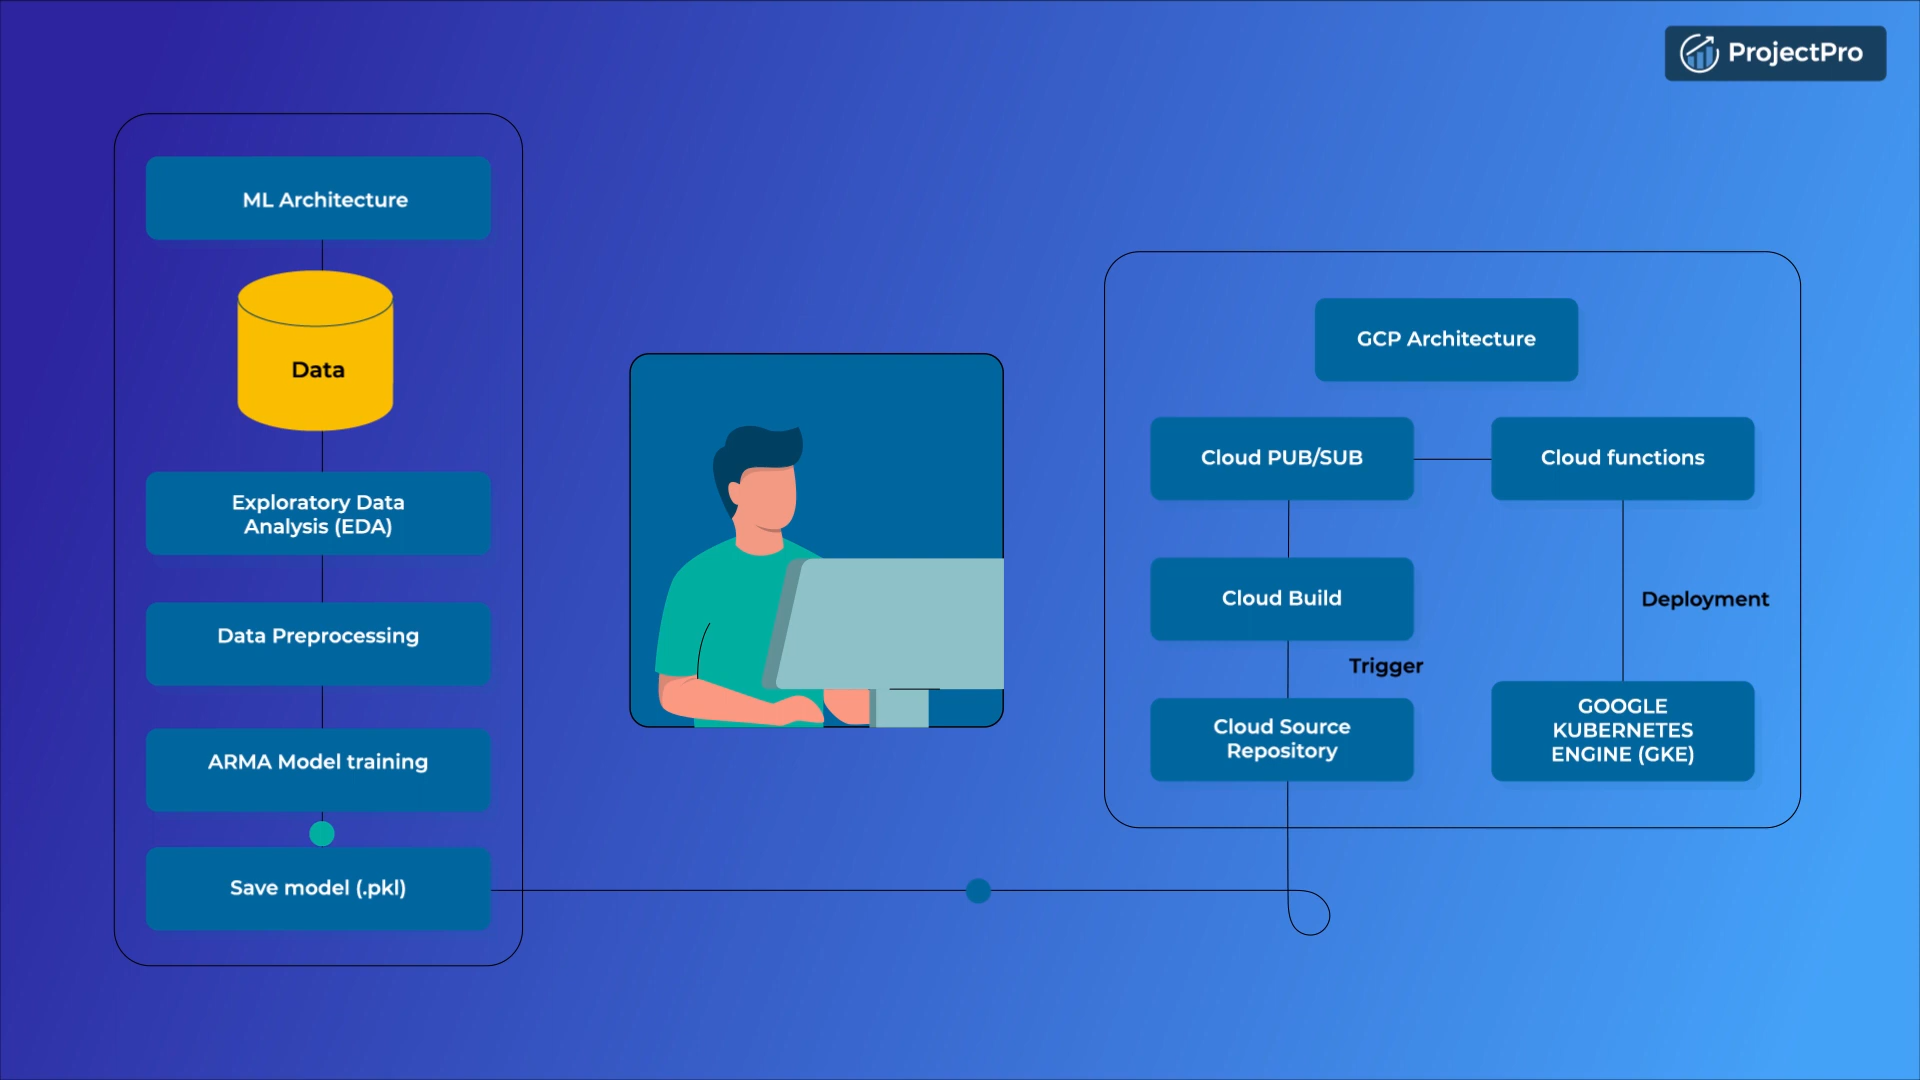 ProjectPro
ML Architecture
Data
Exploratory Data
Analysis (EDA)
Data Preprocessing
ARMA Model training
Save model (.pkl)
GCP Architecture
Cloud PUB/SUB
Cloud functions
Cloud Build
Deployment
Trigger
Cloud Source
Repository
GOOGLE
KUBERNETES
ENGINE (GKE)